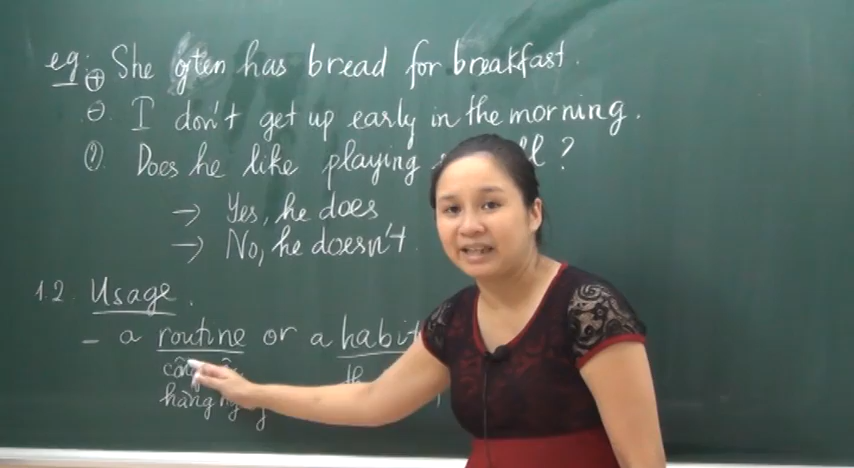 eg: (+) She often has bread for breakfast.
(-) I don't get up early in the morning.
(?) Does he like playing ?
→ Yes, he does
→ No, he doesn't
1.2. Usage.
- a routine or a habit
hàng